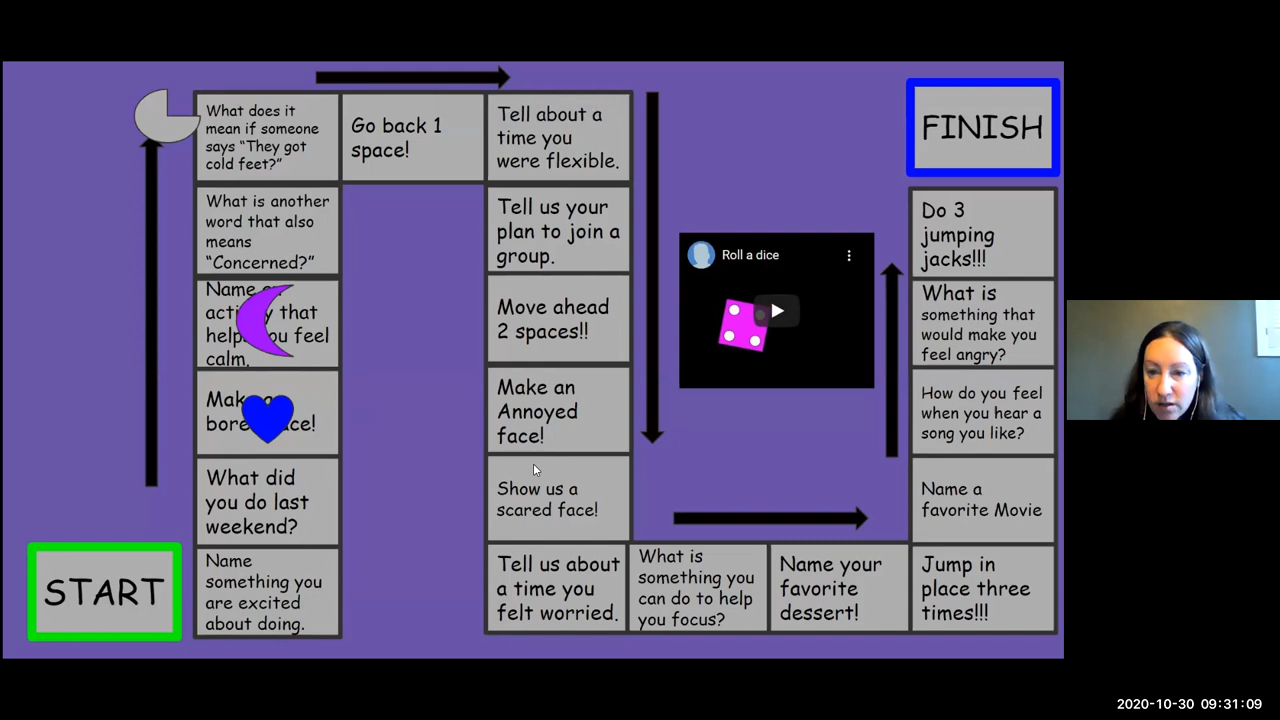 What does it
mean if someone
says “They got
cold feet?”
Go back 1
space!
Tell about a
time you
were flexible.
FINISH
What is another
word that also
means
“Concerned?”
Tell us your
plan to join a
group.
Do 3
jumping
jacks!!!
Roll a dice
Name
that
help you feel
calm.
Move ahead
2 spaces!!
What is
something that
would make you
feel angry?
Make an
Annoyed
face!
How do you feel
when you hear a
song you like?
What did
you do last
weekend?
Show us a
scared face!
Name a
favorite Movie
START
Name
something you
are excited
about doing.
Tell us about
a time you
felt worried.
What is
something you
can do to help
you focus?
Name your
favorite
dessert!
Jump in
place three
times!!!
2020-10-30 09:31:09